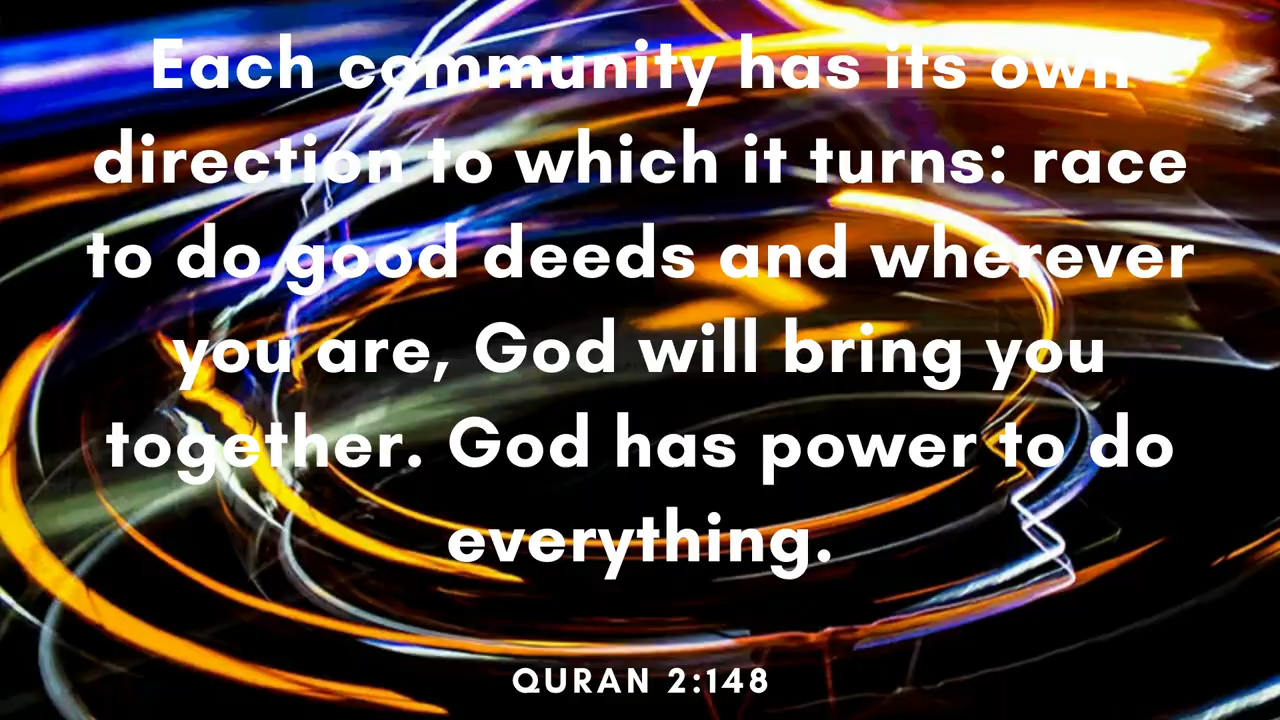 Each community has its own
direction to which it turns: race
to do good deeds and wherever
you are, God will bring you
together. God has power to do
everything.
QURAN 2:148